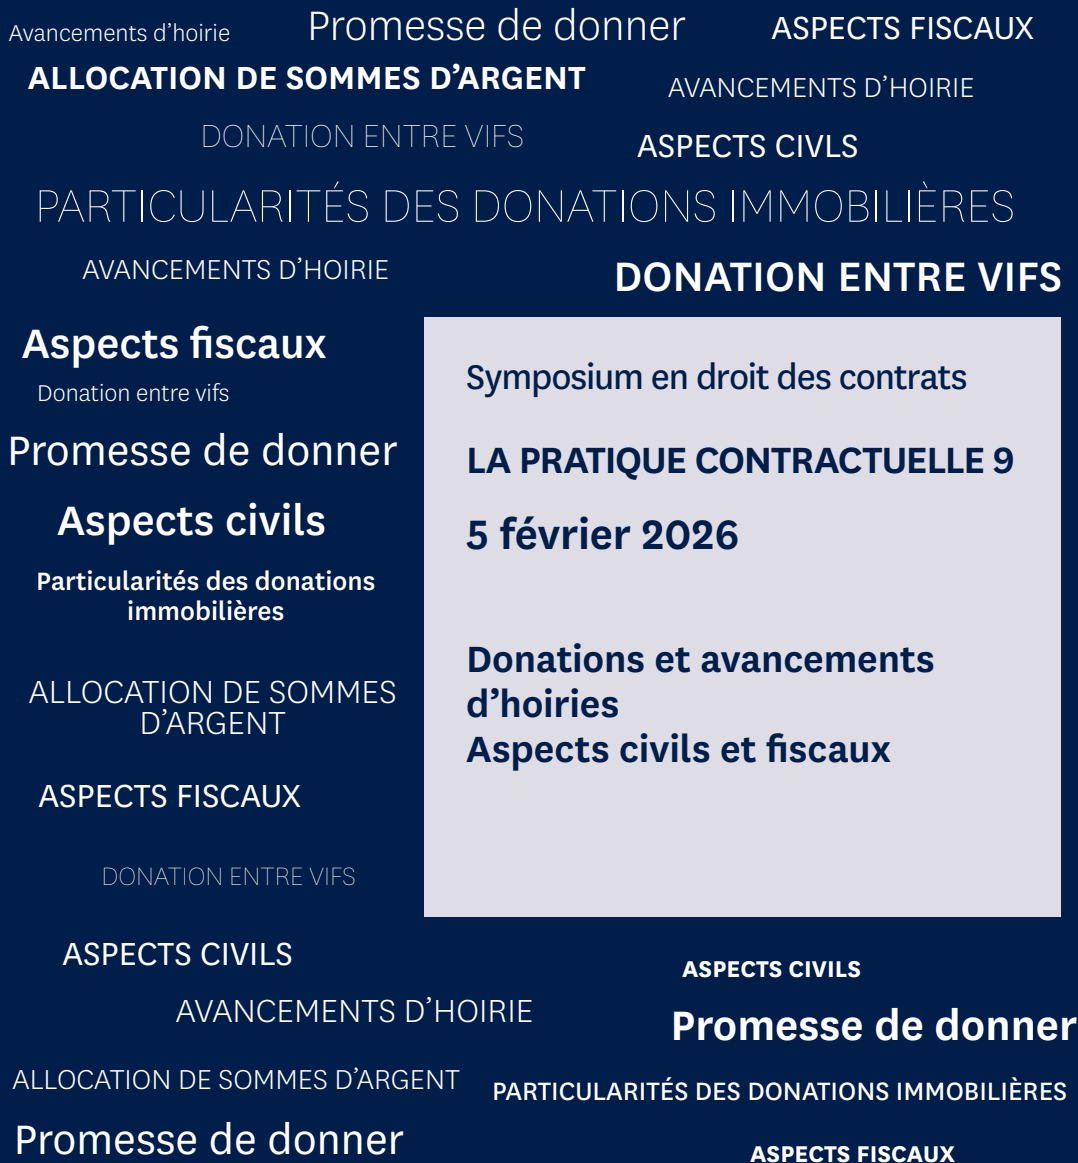 Avancements d’hoirie
Promesse de donner
ASPECTS FISCAUX
ALLOCATION DE SOMMES D’ARGENT
AVANCEMENTS D’HOIRIE
DONATION ENTRE VIFS
ASPECTS CIVLS
PARTICULARITÉS DES DONATIONS IMMOBILIÈRES
AVANCEMENTS D’HOIRIE
DONATION ENTRE VIFS
Aspects fiscaux
Donation entre vifs
Promesse de donner
Aspects civils
Particularités des donations
immobilières
ALLOCATION DE SOMMES
D’ARGENT
ASPECTS FISCAUX
DONATION ENTRE VIFS
Symposium en droit des contrats
LA PRATIQUE CONTRACTUELLE 9
5 février 2026
Donations et avancements
d’hoiries
Aspects civils et fiscaux
ASPECTS CIVILS
ASPECTS CIVILS
AVANCEMENTS D’HOIRIE
Promesse de donner
ALLOCATION DE SOMMES D’ARGENT
PARTICULARITÉS DES DONATIONS IMMOBILIÈRES
Promesse de donner
ASPECTS FISCAUX